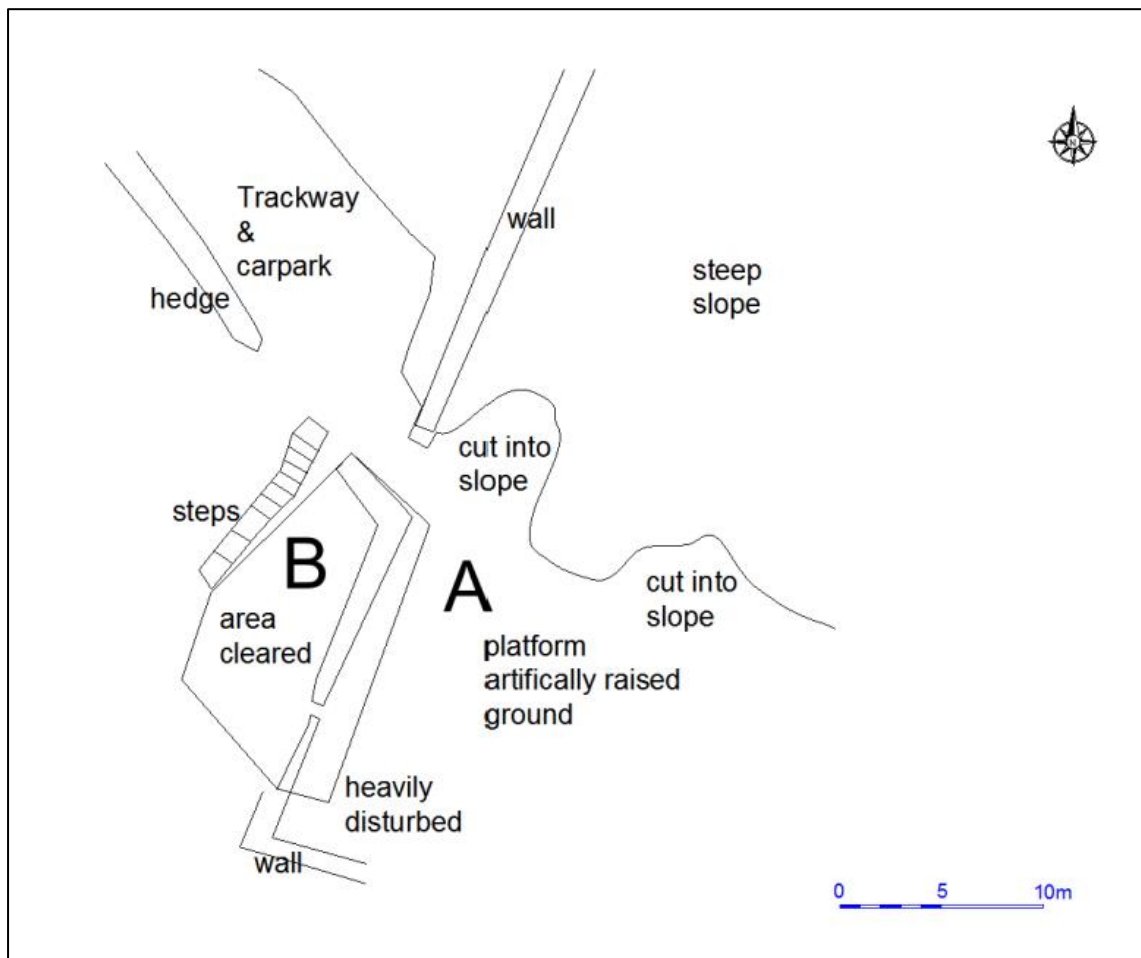 N
Trackway
&
carpark
wall
hedge
steep
slope
cut into
slope
steps
B
A
cut into
slope
area
cleared
platform
artifically raised
ground
heavily
disturbed
wall
0 5 10m